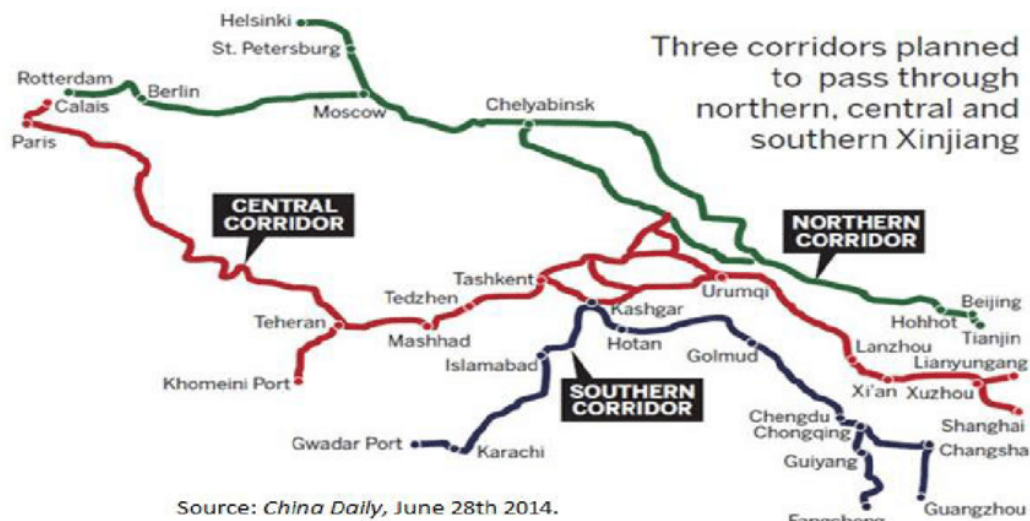 Three corridors planned
to pass through
northern, central and
southern Xinjiang
Helsinki
St. Petersburg
Rotterdam
Calais
Berlin
Moscow
Chelyabinsk
Paris
CENTRAL
CORRIDOR
NORTHERN
CORRIDOR
Tashkent
Urumqi
Tedzhen
Kashgar
Beijing
Hohhot
Tianjin
Teheran
Mashhad
Hotan
Golmud
Lanzhou
Islamabad
Lianyungang
Khomeini Port
SOUTHERN
CORRIDOR
Xi'an
Xuzhou
Shanghai
Chengdu
Chongqing
Changsha
Gwadar Port
Karachi
Guiyang
Guangzhou
Source: China Daily, June 28th 2014.